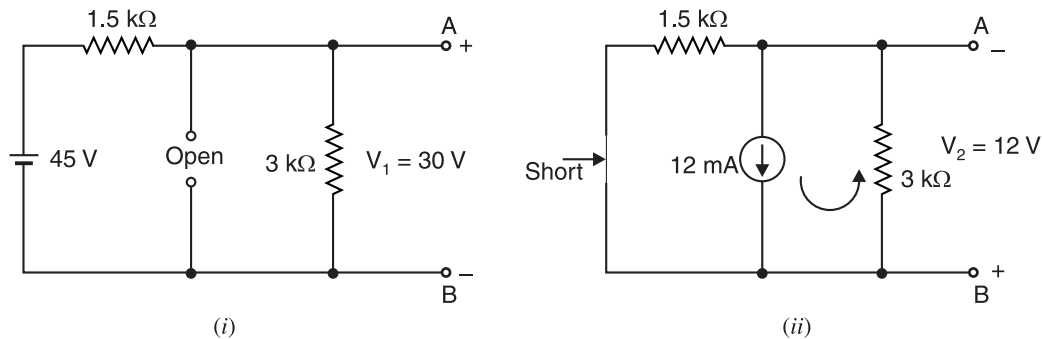 1.5 kΩ
A
+
45 V
Open
3 kΩ
V₁ = 30 V
–
B
(i)
1.5 kΩ
A
–
Short
12 mA
V₂ = 12 V
3 kΩ
+
B
(ii)